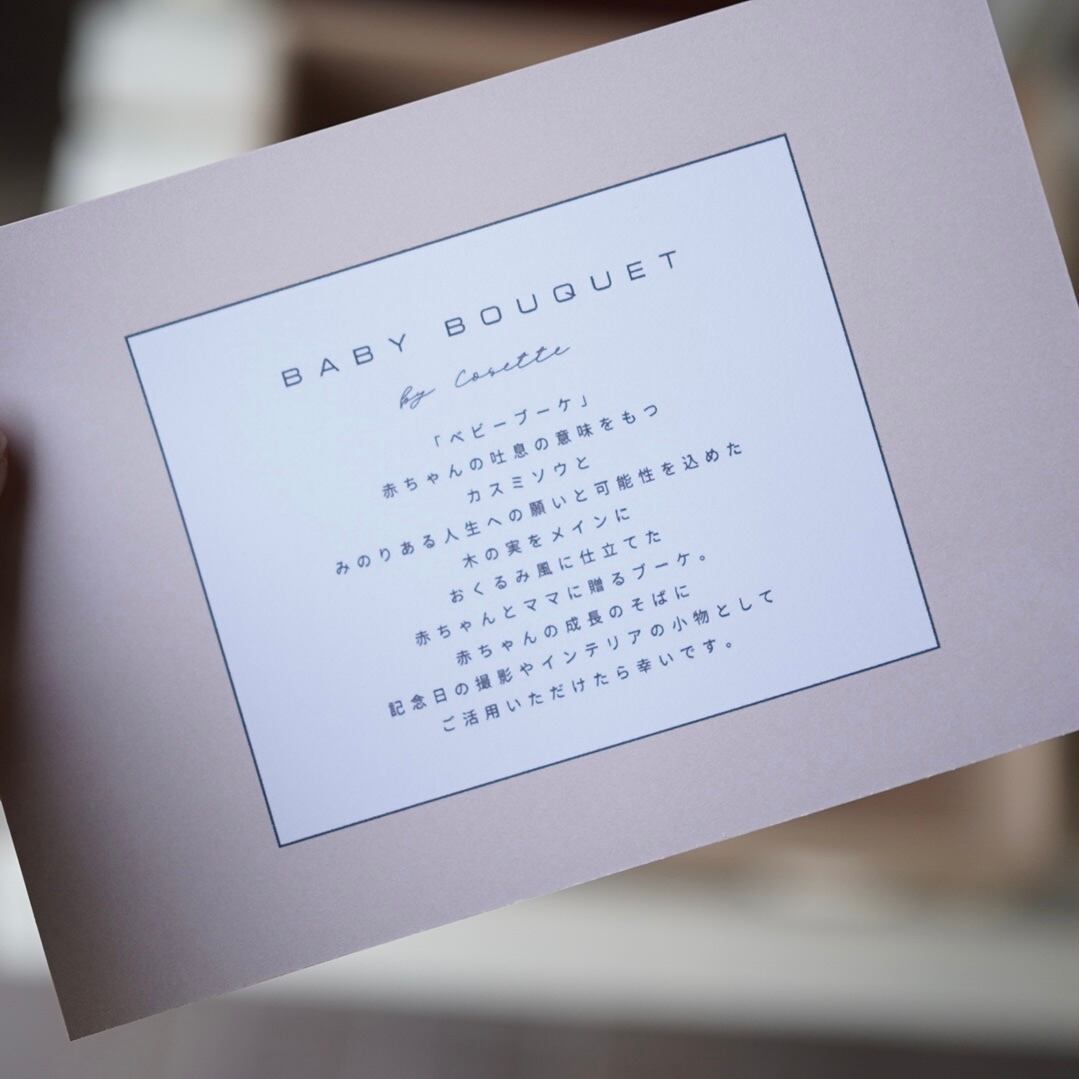 BABY BOUQUET
by Cosette
「ベビーブーケ」
赤ちゃんの吐息の意味をもつ
カスミソウと
みのりある人生への願いと可能性を込めた
木の実をメインに
おくるみ風に仕立てた
赤ちゃんとママに贈るブーケ。
赤ちゃんの成長のそばに
記念日の撮影やインテリアの小物として
ご活用いただけたら幸いです。